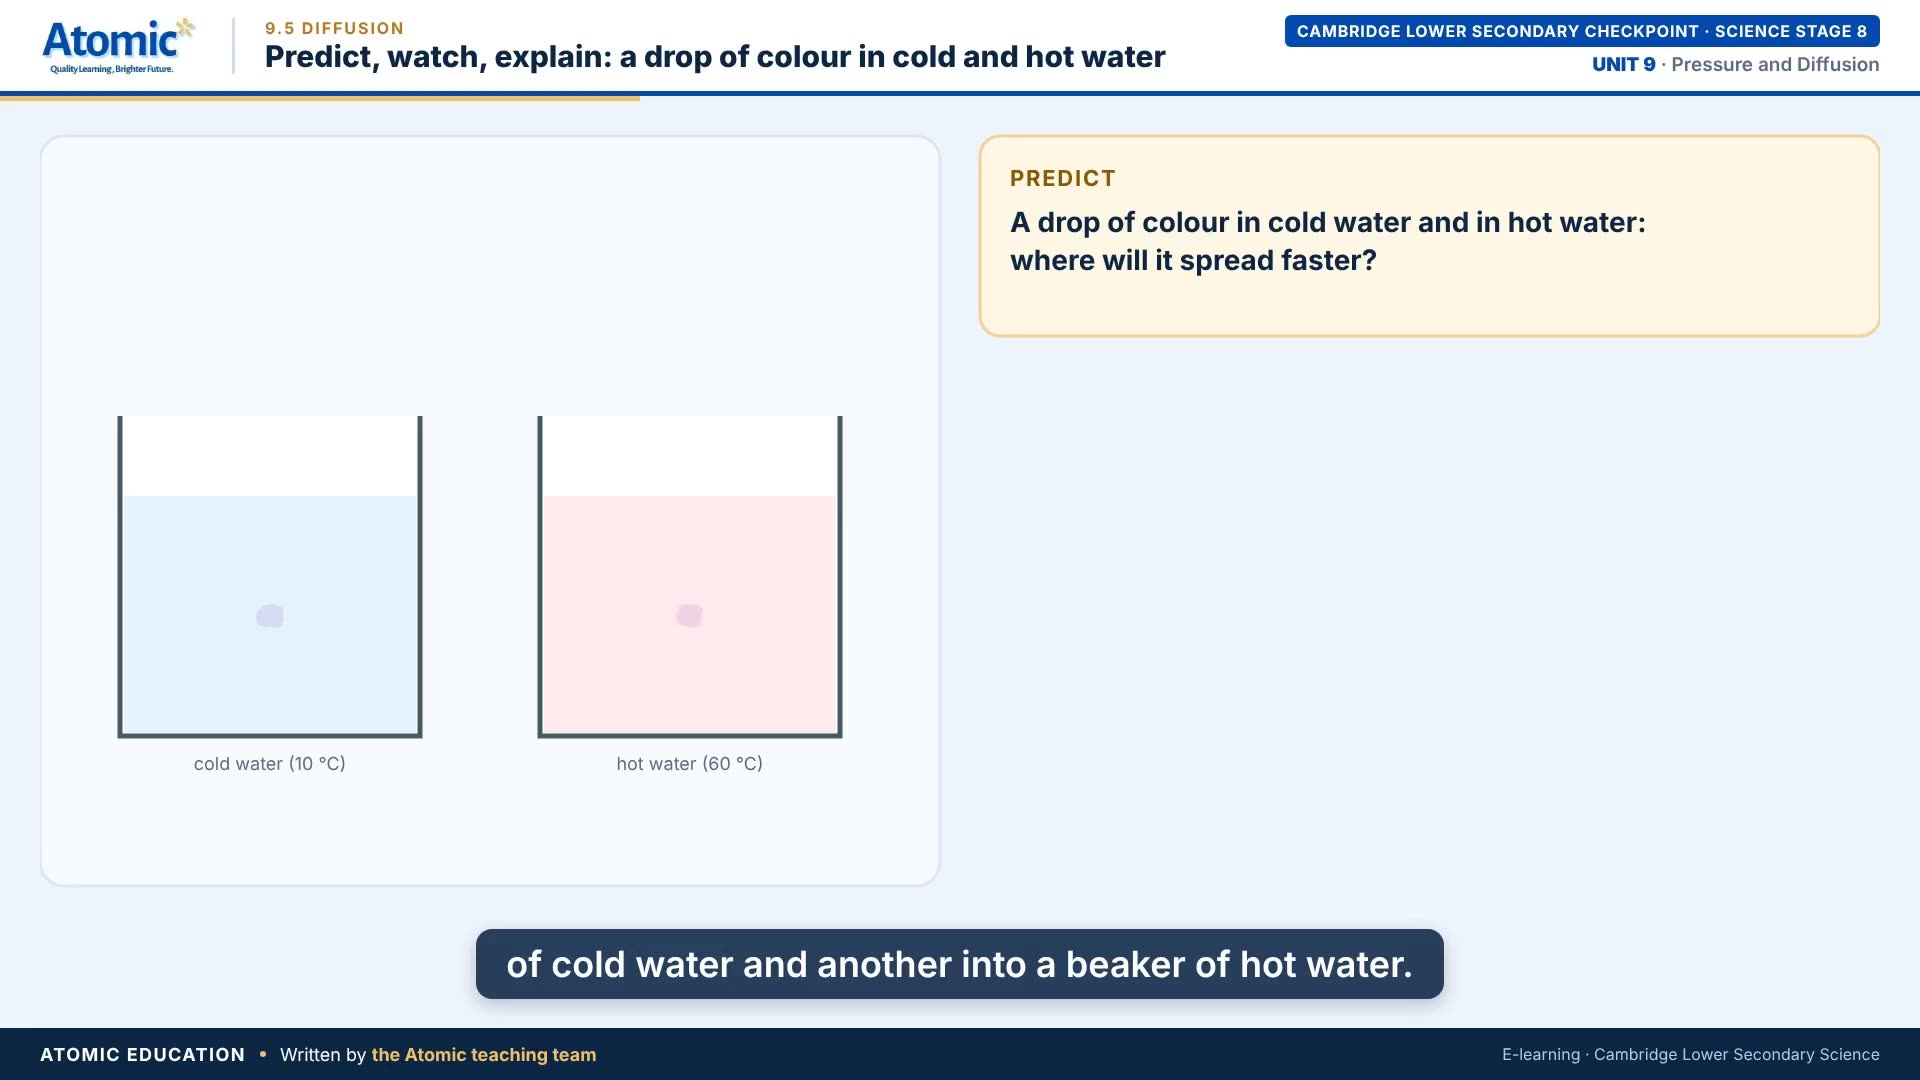 Atomic
Quality Learning, Brighter Future.
9.5 DIFFUSION
Predict, watch, explain: a drop of colour in cold and hot water
CAMBRIDGE LOWER SECONDARY CHECKPOINT · SCIENCE STAGE 8
UNIT 9 · Pressure and Diffusion
PREDICT
A drop of colour in cold water and in hot water:
where will it spread faster?
cold water (10 °C)
hot water (60 °C)
of cold water and another into a beaker of hot water.
ATOMIC EDUCATION • Written by the Atomic teaching team
E-learning · Cambridge Lower Secondary Science